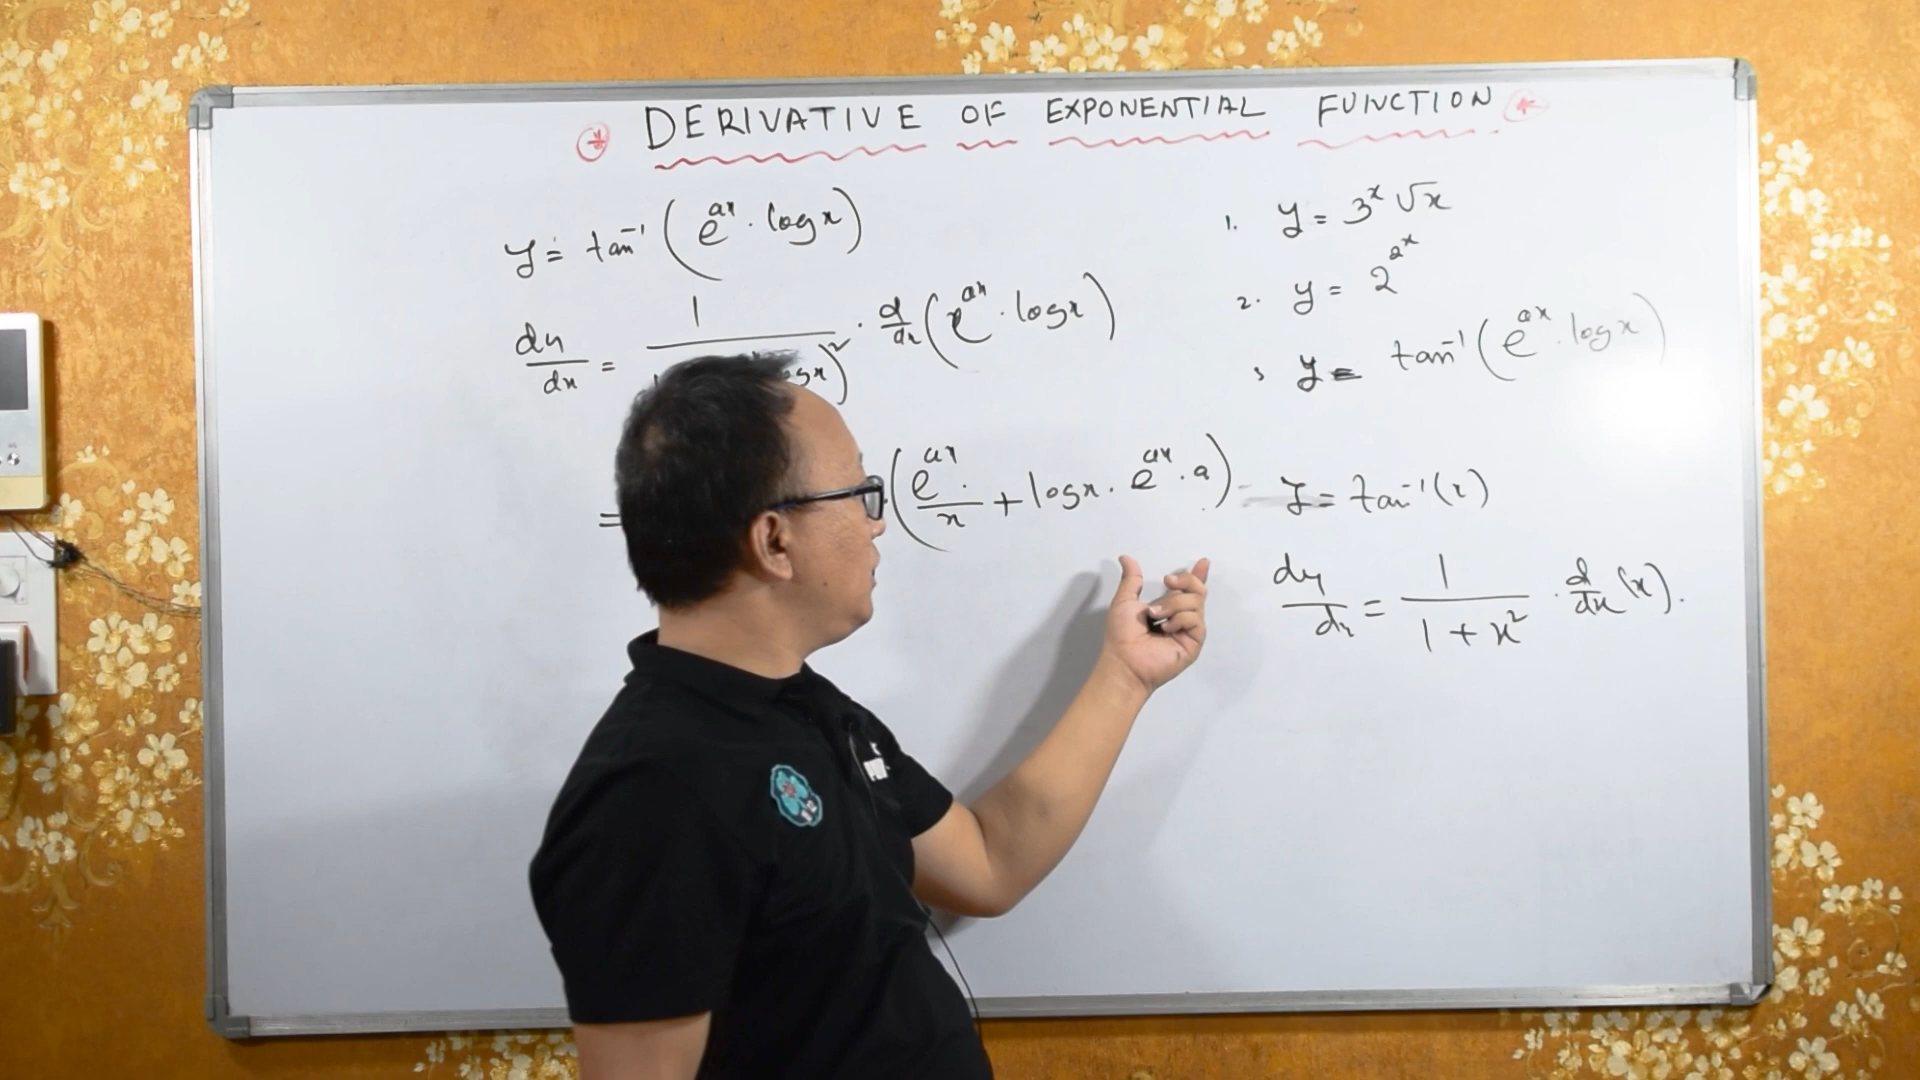 * DERIVATIVE OF EXPONENTIAL FUNCTION *
y = tan⁻¹ ( e^ax . log x )
dy/dx = 1 / ... )² . d/dx ( e^ax . log x )
= ( e^ax . / x + log x . e^ax . a )
1. y = 3^x √x
2. y = 2^2^x
3 y = tan⁻¹ ( e^ax . log x )
y = tan⁻¹ (x)
dy/dx = 1 / 1 + x² . d/dx (x).